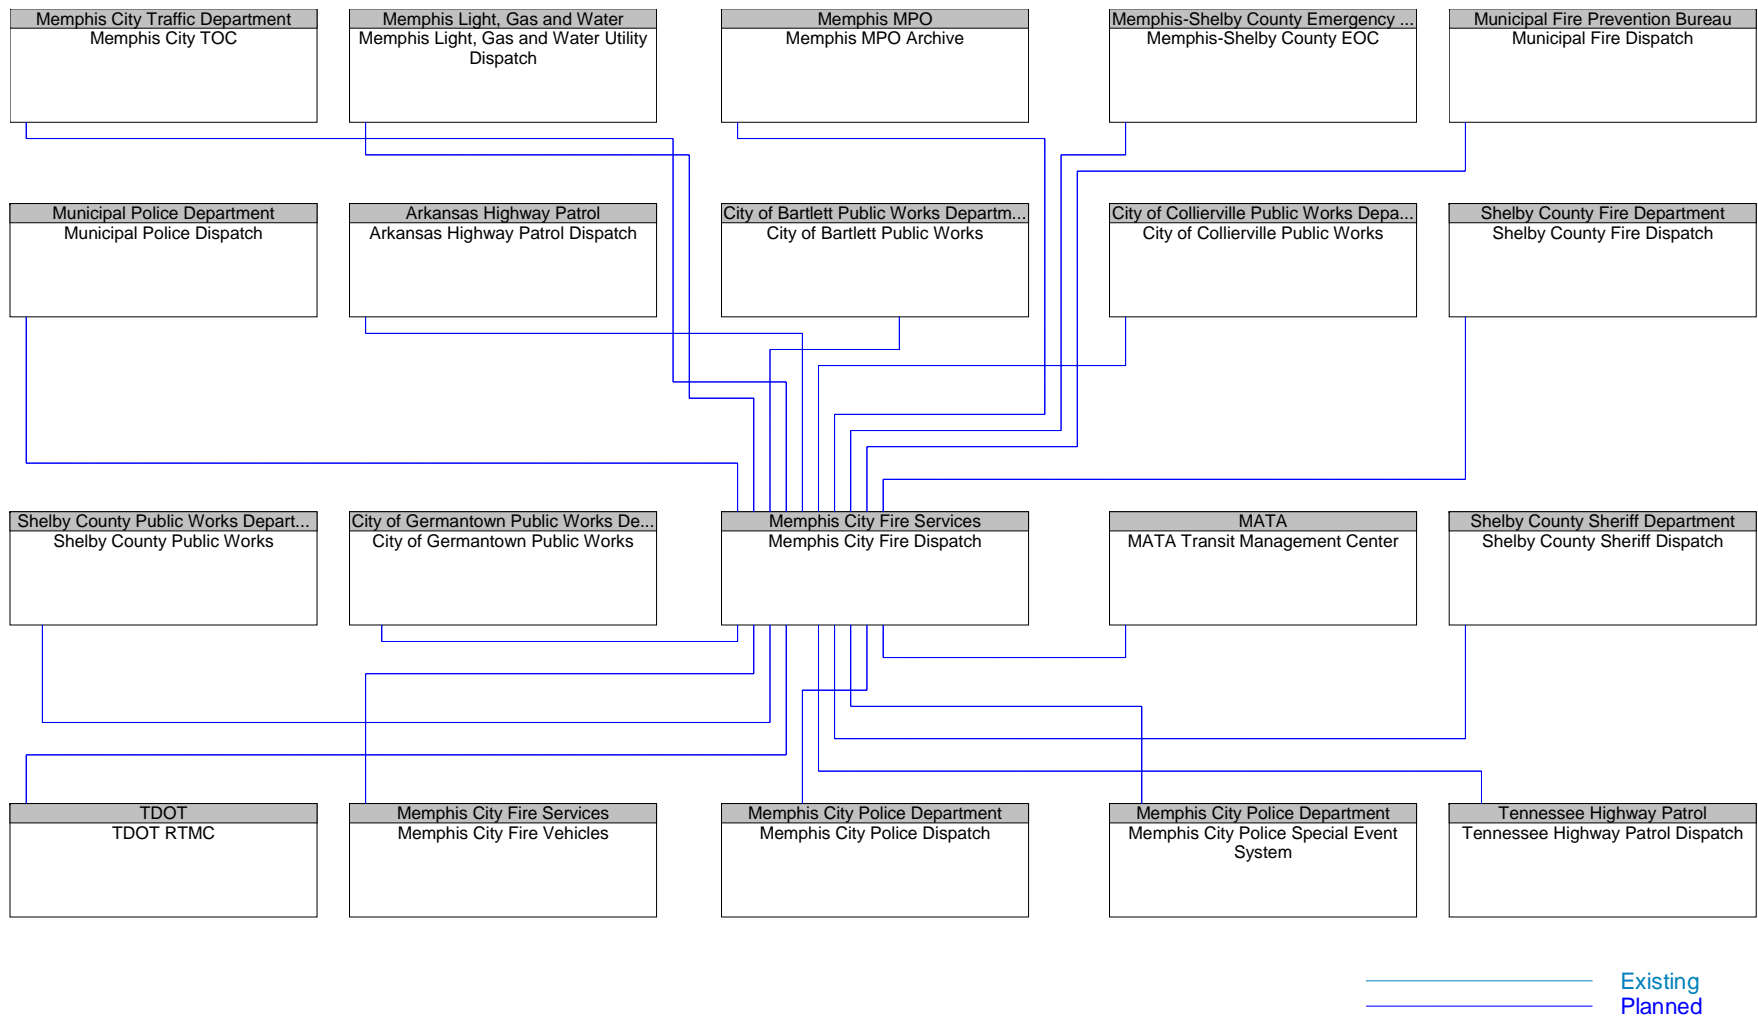 Memphis City Traffic Department
Memphis City TOC
Memphis Light, Gas and Water
Memphis Light, Gas and Water Utility
Dispatch
Memphis MPO
Memphis MPO Archive
Memphis-Shelby County Emergency ...
Memphis-Shelby County EOC
Municipal Fire Prevention Bureau
Municipal Fire Dispatch
Municipal Police Department
Municipal Police Dispatch
Arkansas Highway Patrol
Arkansas Highway Patrol Dispatch
City of Bartlett Public Works Departm...
City of Bartlett Public Works
City of Collierville Public Works Depa...
City of Collierville Public Works
Shelby County Fire Department
Shelby County Fire Dispatch
Shelby County Public Works Depart...
Shelby County Public Works
City of Germantown Public Works De...
City of Germantown Public Works
Memphis City Fire Services
Memphis City Fire Dispatch
MATA
MATA Transit Management Center
Shelby County Sheriff Department
Shelby County Sheriff Dispatch
TDOT
TDOT RTMC
Memphis City Fire Services
Memphis City Fire Vehicles
Memphis City Police Department
Memphis City Police Dispatch
Memphis City Police Department
Memphis City Police Special Event
System
Tennessee Highway Patrol
Tennessee Highway Patrol Dispatch
Existing
Planned